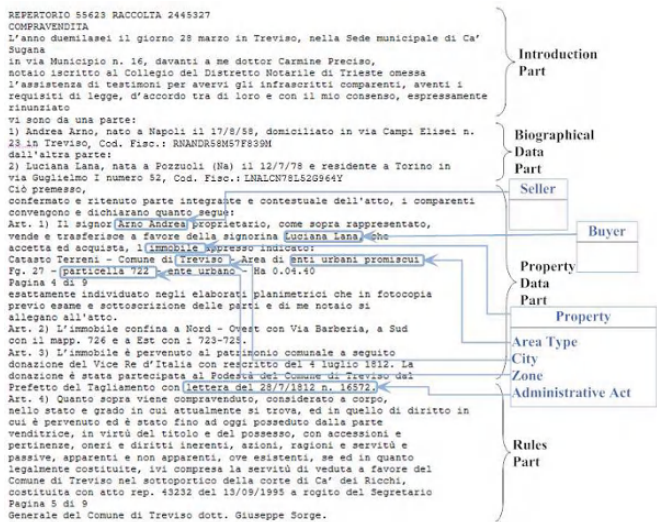 REPERTORIO 55623 RACCOLTA 2445327
COMPRAVENDITA
L'anno duemilasei il giorno 28 marzo in Treviso, nella Sede municipale di Ca'
Sugana
in via Municipio n. 16, davanti a me dottor Carmine Preciso,
notaio iscritto al Collegio del Distretto Notarile di Trieste omessa
l'assistenza di testimoni per avervi gli infrascritti comparenti, aventi i
requisiti di legge, d'accordo tra di loro e con il mio consenso, espressamente
rinunziato
vi sono da una parte:
1) Andrea Arno, nato a Napoli il 17/8/58, domiciliato in via Campi Elisei n.
23 in Treviso, Cod. Fisc.: RNANDR58M57F839M
dall'altra parte:
2) Luciana Lana, nata a Pozzuoli (Na) il 12/7/78 e residente a Torino in
via Guglielmo I numero 52, Cod. Fisc.: LNALCN78L52G964Y
Ciò premesso,
confermato e ritenuto parte integrante e contestuale dell'atto, i comparenti
convengono e dichiarano quanto segue:
Art. 1) Il signor Arno Andrea proprietario, come sopra rappresentato,
vende e trasferisce a favore della signorina Luciana Lana che
accetta ed acquista, l'immobile appresso indicato:
Catasto Terreni - Comune di Treviso - Area di enti urbani promiscui
Fg. 27 - particella 722 ente urbano - Ha 0.04.40
Pagina 4 di 9
esattamente individuato negli elaborati planimetrici che in fotocopia
previo esame e sottoscrizione delle parti e di me notaio si
allegano all'atto.
Art. 2) L'immobile confina a Nord - Ovest con Via Barberia, a Sud
con il mapp. 726 e a Est con i 723-725.
Art. 3) L'immobile è pervenuto al patrimonio comunale a seguito
donazione del Vice Re d'Italia con rescritto del 4 luglio 1812. La
donazione è stata partecipata al Podestà del Comune di Treviso dal
Prefetto del Tagliamento con lettera del 28/7/1812 n. 16572.
Art. 4) Quanto sopra viene compravenduto, considerato a corpo,
nello stato e grado in cui attualmente si trova, ed in quello di diritto in
cui è pervenuto ed è stato fino ad oggi posseduto dalla parte
venditrice, in virtù del titolo e del possesso, con accessioni e
pertinenze, oneri e diritti inerenti, azioni, ragioni e servitù e
passive, apparenti e non apparenti, ove esistenti, se ed in quanto
legalmente costituite, ivi compresa la servitù di veduta a favore del
Comune di Treviso nel sottoportico della corte di Ca' dei Ricchi,
costituita con atto rep. 43232 del 13/09/1995 a rogito del Segretario
Pagina 5 di 9
Generale del Comune di Treviso dott. Giuseppe Sorge.
Introduction
Part
Biographical
Data
Part
Seller
Buyer
Property
Data
Part
Property
Area Type
City
Zone
Administrative Act
Rules
Part